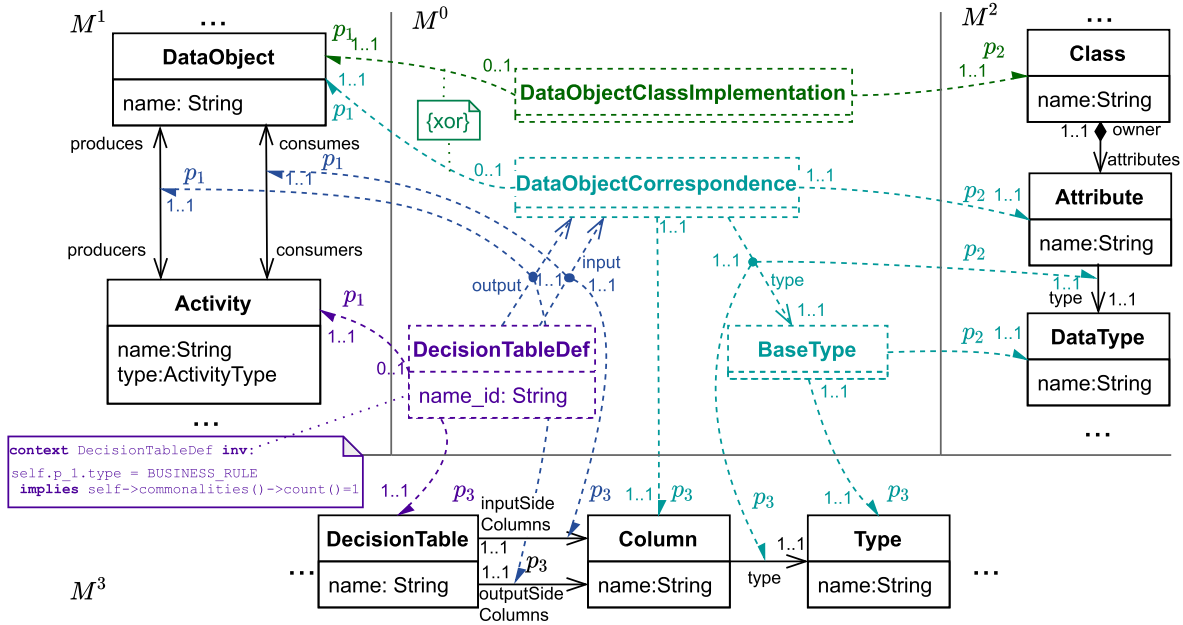 M¹
...
M⁰
M²
...
DataObject
name: String
p₁
1..1
0..1
DataObjectClassImplementation
p₂
1..1
Class
name:String
1..1
p₁
{xor}
0..1
DataObjectCorrespondence
1..1
p₂
1..1
1..1
owner
attributes
Attribute
name:String
produces
consumes
p₁
1..1
p₁
1..1
producers
consumers
output
1..1
input
1..1
1..1
1..1
type
1..1
p₂
1..1
type
1..1
Activity
name:String
type:ActivityType
...
p₁
1..1
0..1
DecisionTableDef
name_id: String
BaseType
1..1
p₂
1..1
DataType
name:String
...
context DecisionTableDef inv:
self.p_1.type = BUSINESS_RULE
implies self->commonalities()->count()=1
1..1
p₃
p₃
1..1
p₃
p₃
1..1
p₃
M³
...
DecisionTable
name: String
inputSide
Columns
1..1
1..1
p₃
outputSide
Columns
Column
name:String
1..1
type
Type
name:String
...